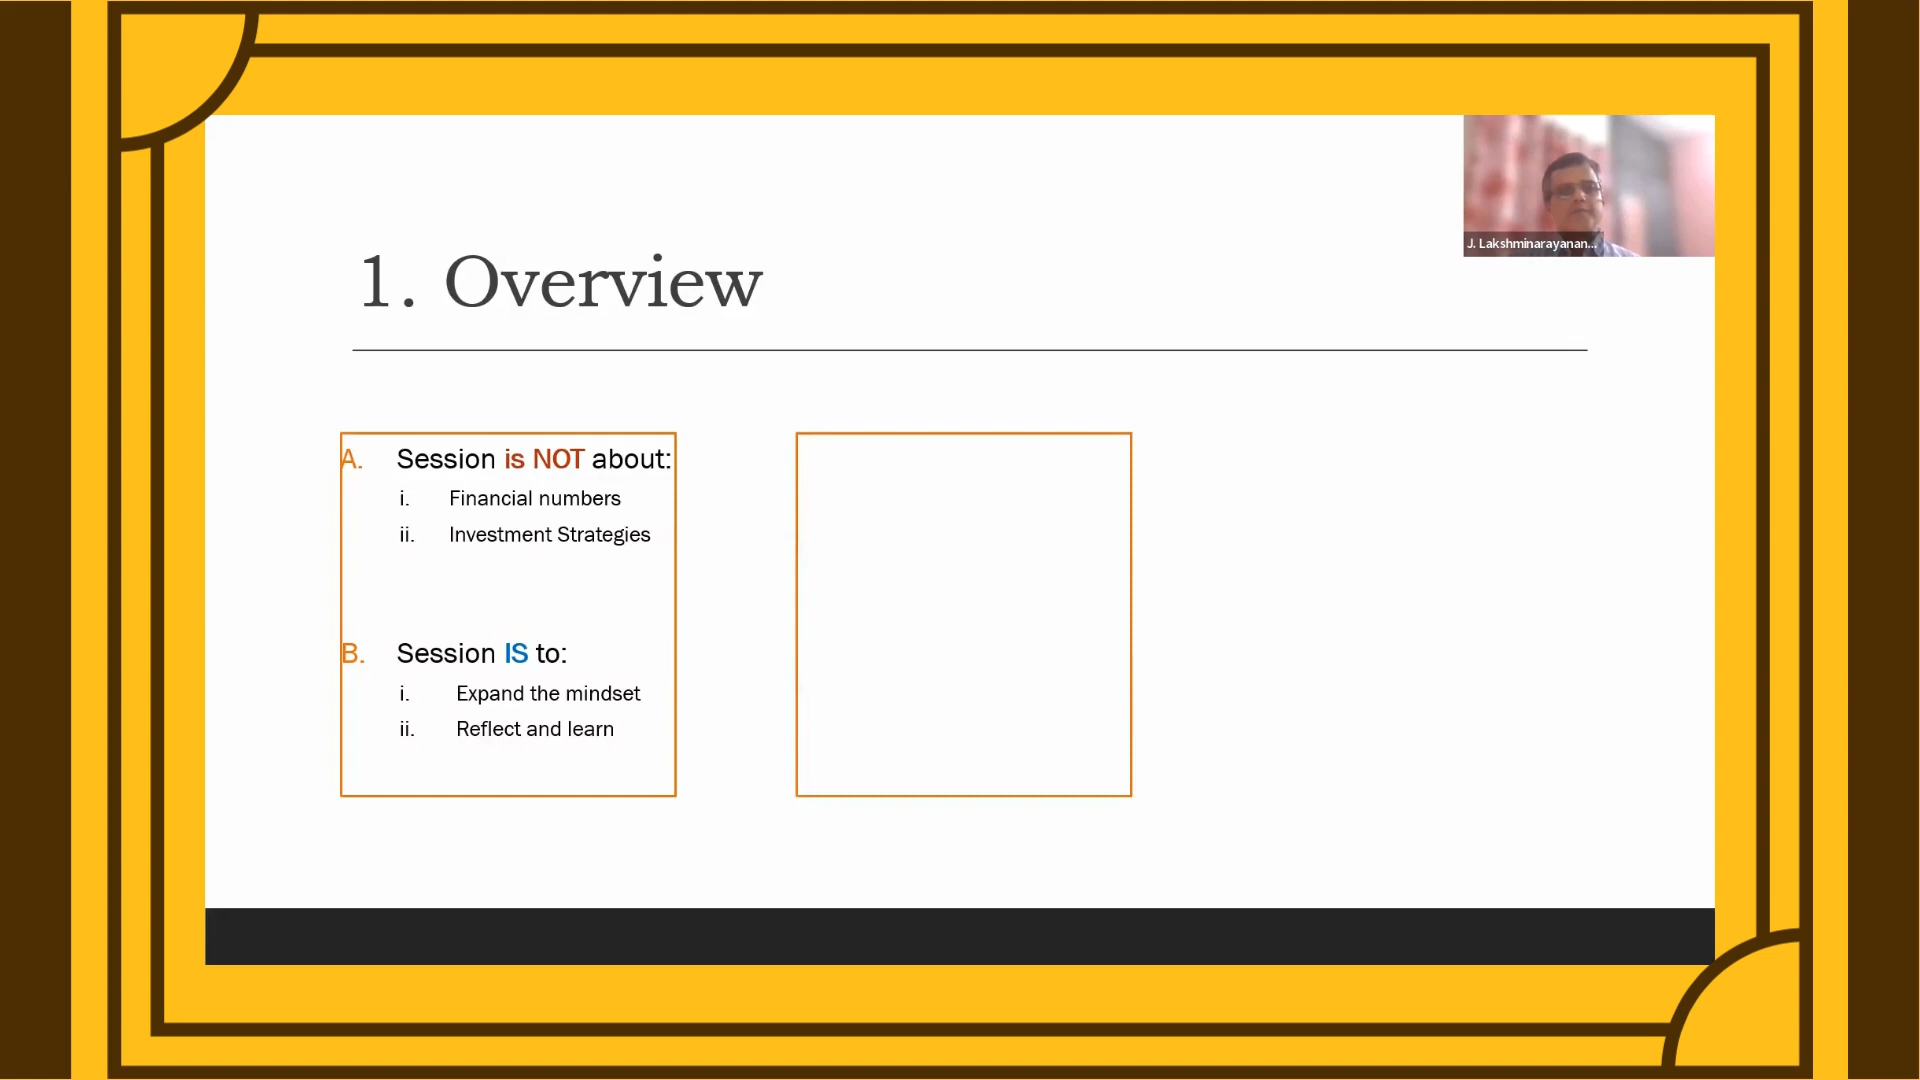 J. Lakshminarayanan...
1. Overview
A. Session is NOT about:
i. Financial numbers
ii. Investment Strategies
B. Session IS to:
i. Expand the mindset
ii. Reflect and learn